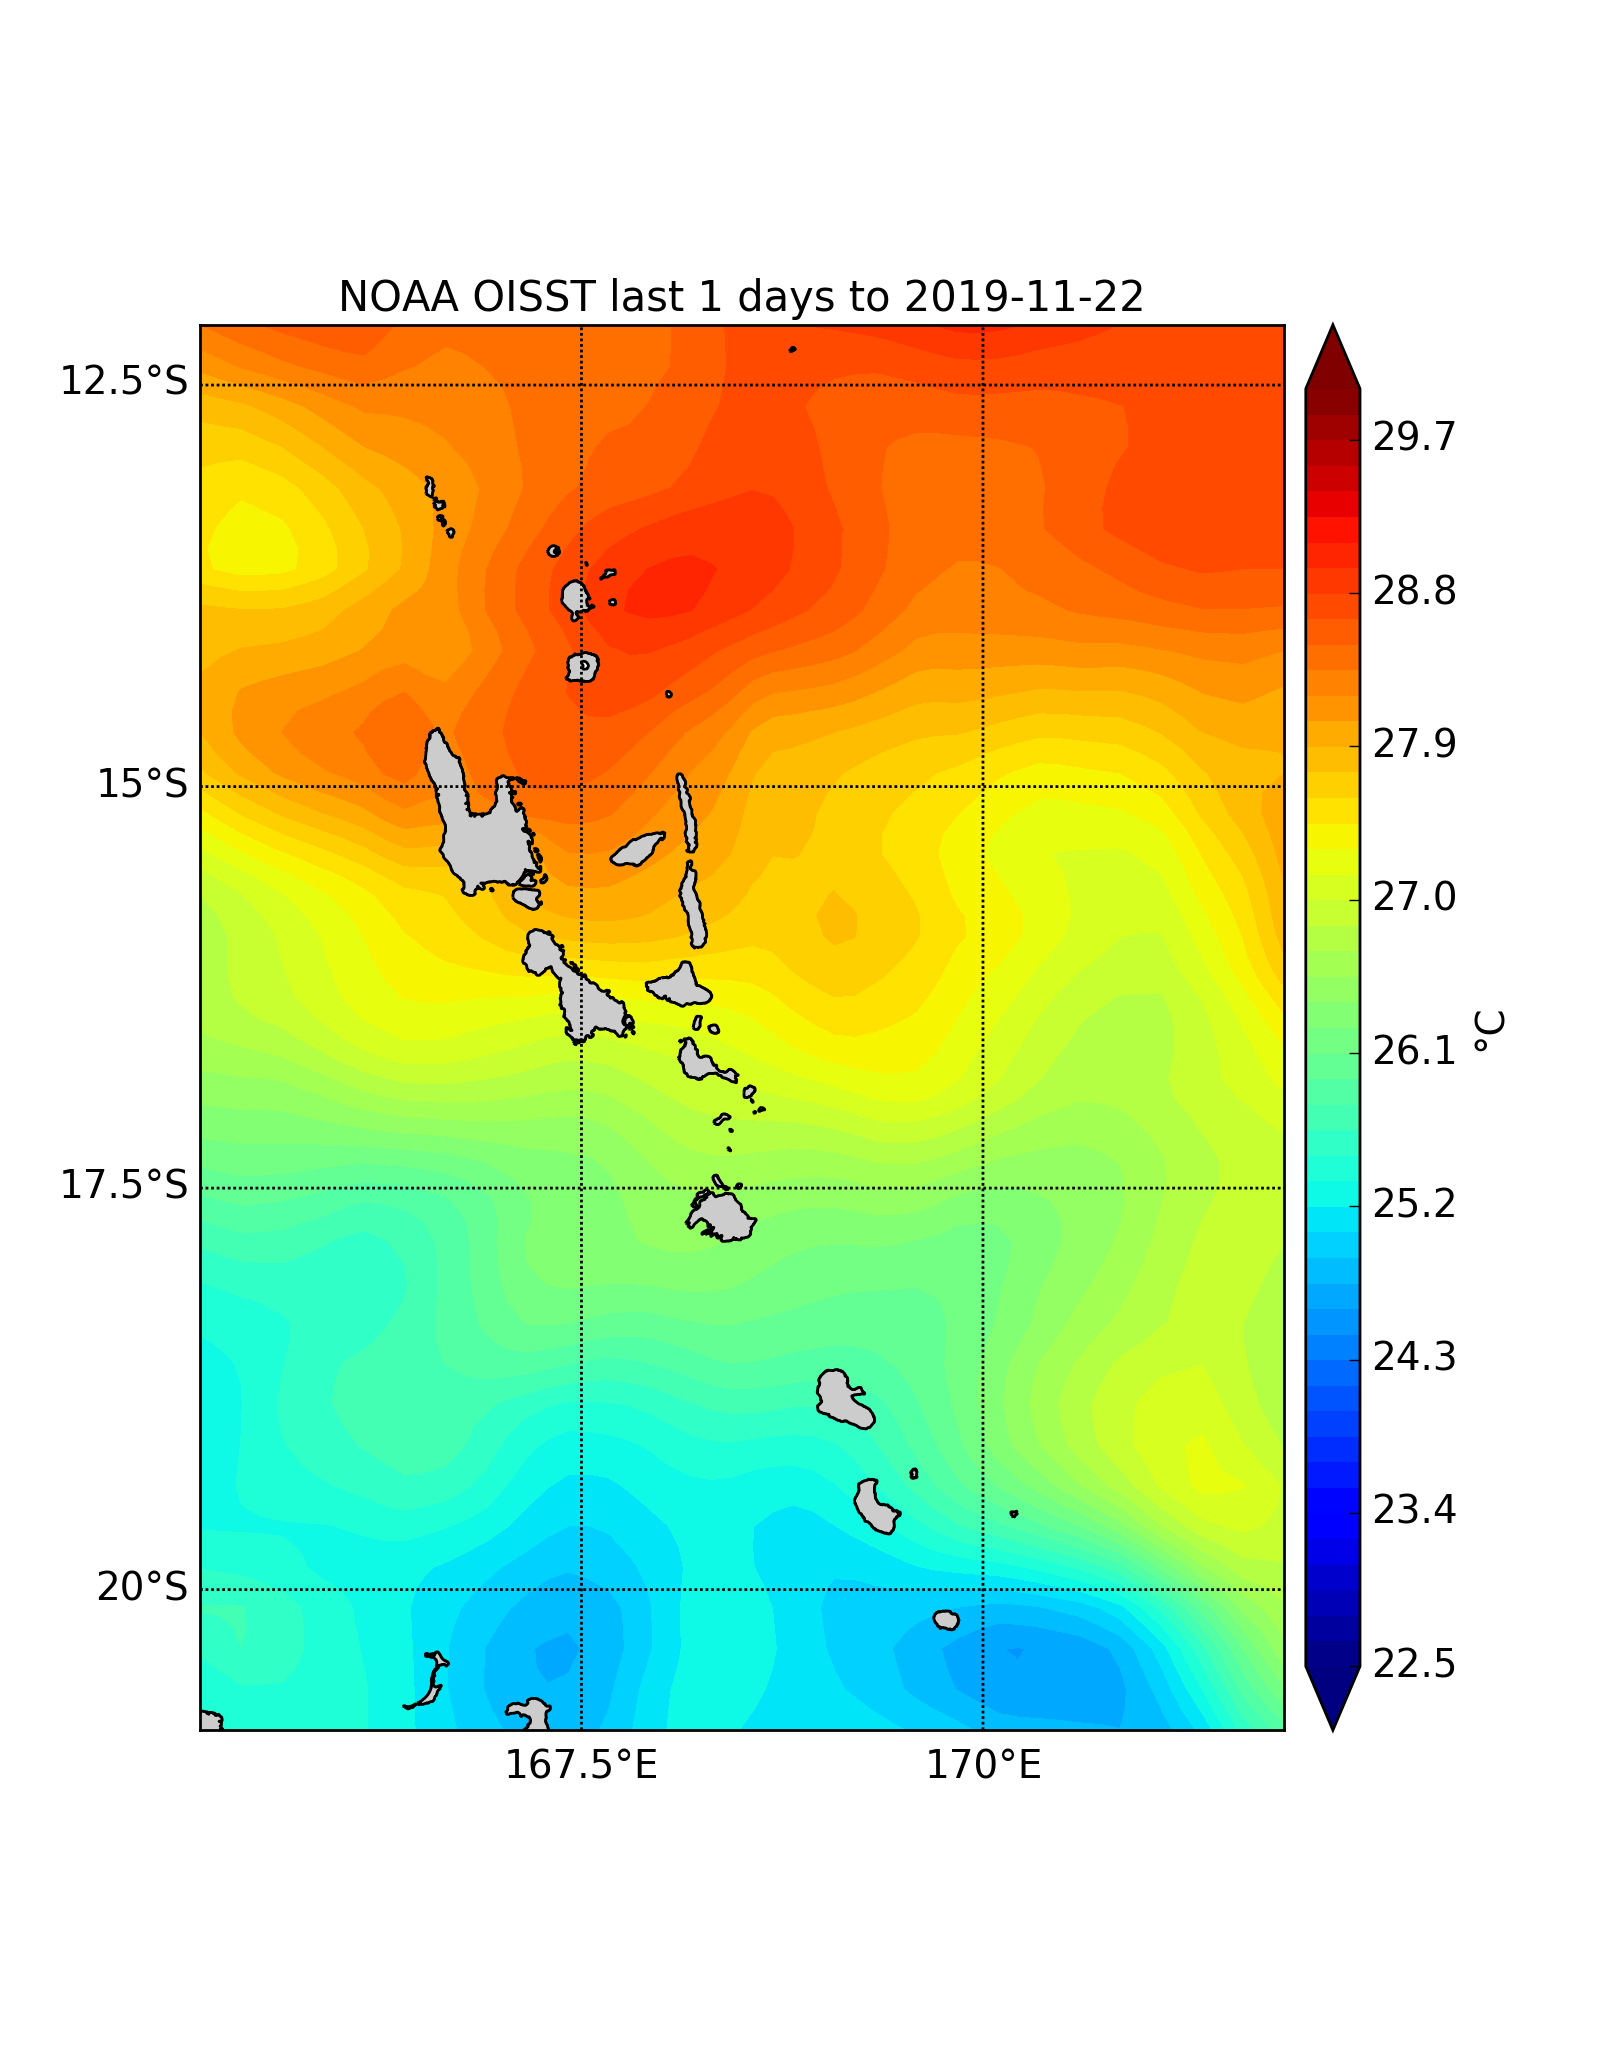 NOAA OISST last 1 days to 2019-11-22
12.5°S
15°S
17.5°S
20°S
167.5°E
170°E
29.7
28.8
27.9
27.0
26.1
25.2
24.3
23.4
22.5
°C